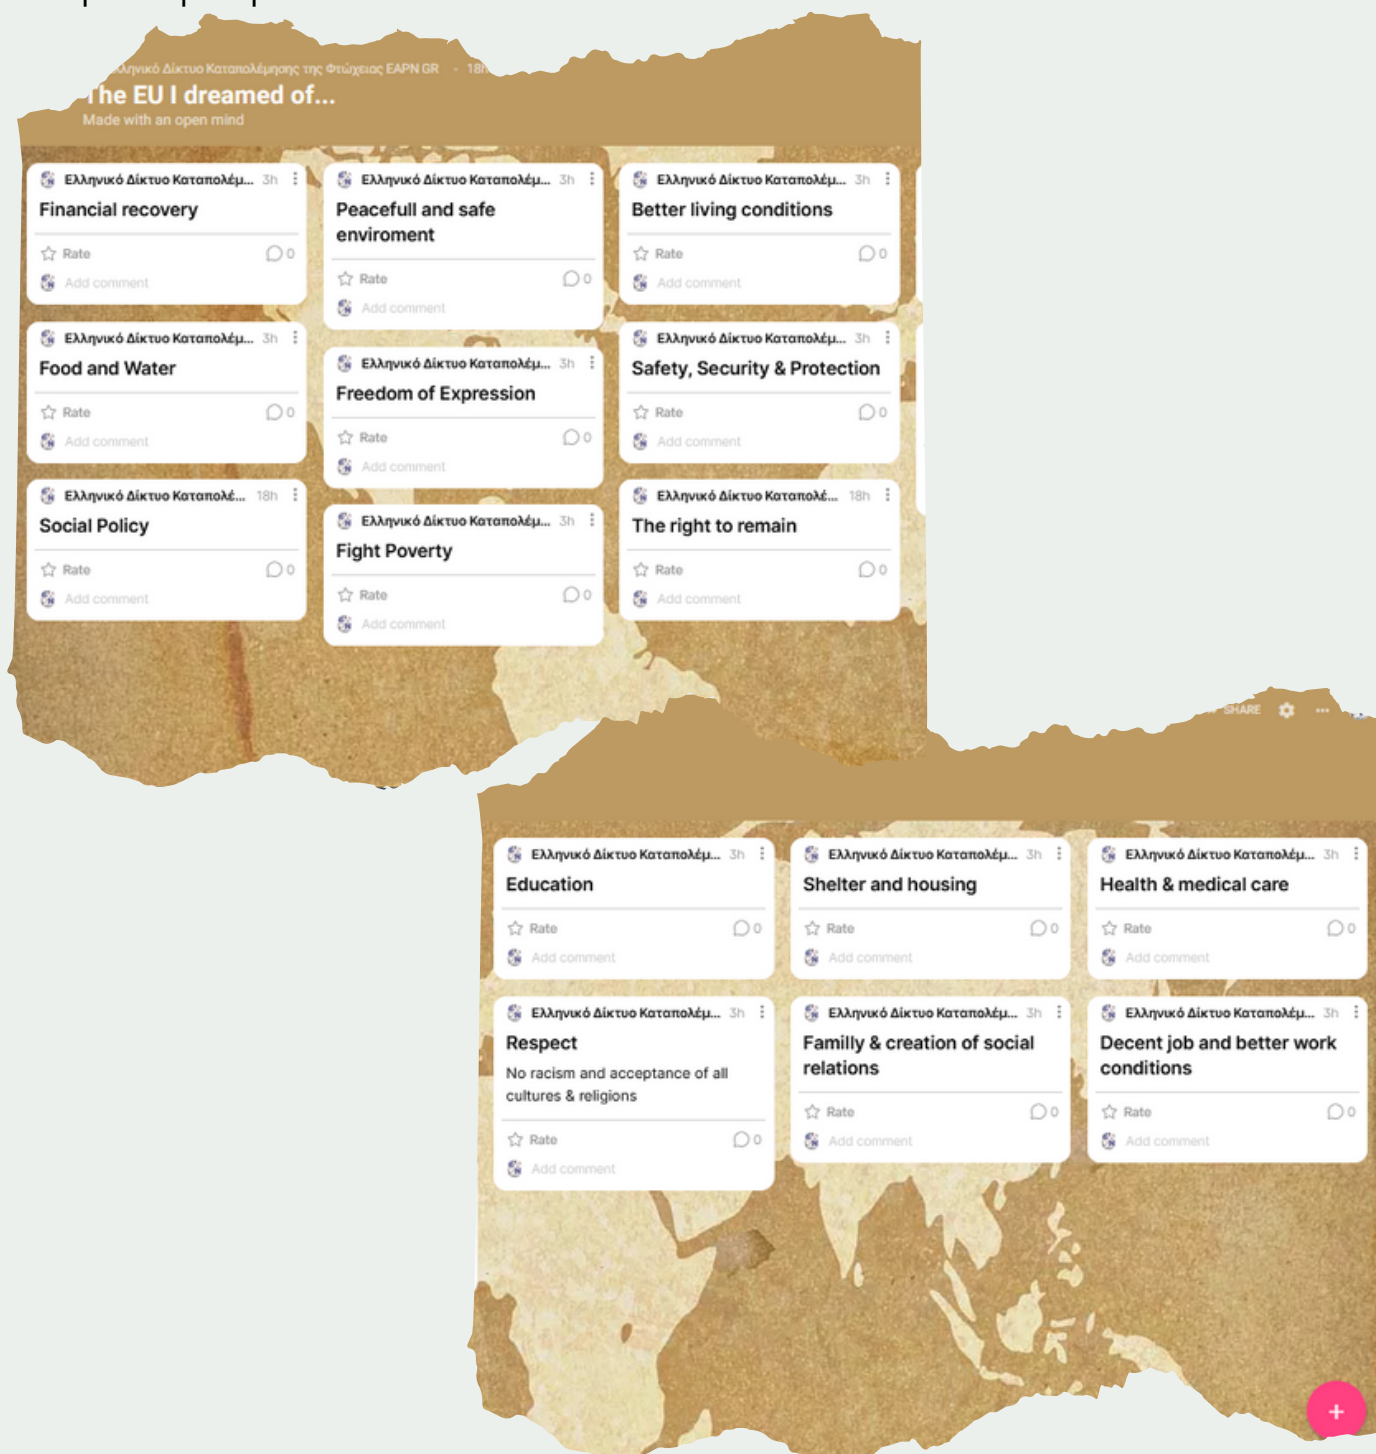 Ελληνικό Δίκτυο Καταπολέμησης της Φτώχειας EAPN GR · 18h
The EU I dreamed of...
Made with an open mind
Ελληνικό Δίκτυο Καταπολέμ... 3h
Financial recovery
Rate 0
Add comment
Ελληνικό Δίκτυο Καταπολέμ... 3h
Food and Water
Rate 0
Add comment
Ελληνικό Δίκτυο Καταπολέ... 18h
Social Policy
Rate 0
Add comment
Ελληνικό Δίκτυο Καταπολέμ... 3h
Peacefull and safe
enviroment
Rate 0
Add comment
Ελληνικό Δίκτυο Καταπολέμ... 3h
Freedom of Expression
Rate 0
Add comment
Ελληνικό Δίκτυο Καταπολέμ... 3h
Fight Poverty
Rate 0
Add comment
Ελληνικό Δίκτυο Καταπολέμ... 3h
Better living conditions
Rate 0
Add comment
Ελληνικό Δίκτυο Καταπολέμ... 3h
Safety, Security & Protection
Rate 0
Add comment
Ελληνικό Δίκτυο Καταπολέ... 18h
The right to remain
Rate 0
Add comment
SHARE
Ελληνικό Δίκτυο Καταπολέμ... 3h
Education
Rate 0
Add comment
Ελληνικό Δίκτυο Καταπολέμ... 3h
Respect
No racism and acceptance of all
cultures & religions
Rate 0
Add comment
Ελληνικό Δίκτυο Καταπολέμ... 3h
Shelter and housing
Rate 0
Add comment
Ελληνικό Δίκτυο Καταπολέμ... 3h
Familly & creation of social
relations
Rate 0
Add comment
Ελληνικό Δίκτυο Καταπολέμ... 3h
Health & medical care
Rate 0
Add comment
Ελληνικό Δίκτυο Καταπολέμ... 3h
Decent job and better work
conditions
Rate 0
Add comment